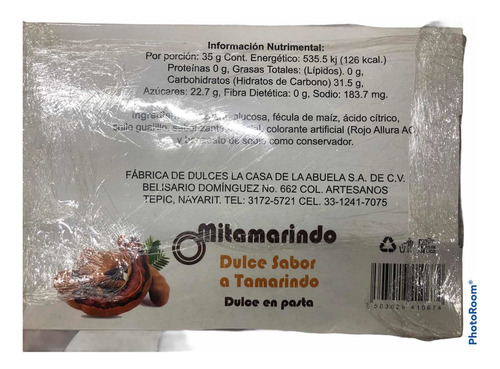 Información Nutrimental:
Por porción: 35 g Cont. Energético: 535.5 kj (126 kcal.)
Proteínas 0 g, Grasas Totales: (Lípidos). 0 g,
Carbohidratos (Hidratos de Carbono) 31.5 g,
Azúcares: 22.7 g, Fibra Dietética: 0 g, Sodio: 183.7 mg.
glucosa, fécula de maíz, ácido cítrico,
colorante artificial (Rojo Allura AC
y benzoato de sodio como conservador.
FÁBRICA DE DULCES LA CASA DE LA ABUELA S.A. DE C.V.
BELISARIO DOMÍNGUEZ No. 662 COL. ARTESANOS
TEPIC, NAYARIT. TEL: 3172-5721 CEL. 33-1241-7075
Mitamarindo
Dulce Sabor
a Tamarindo
Dulce en pasta
PhotoRoom®